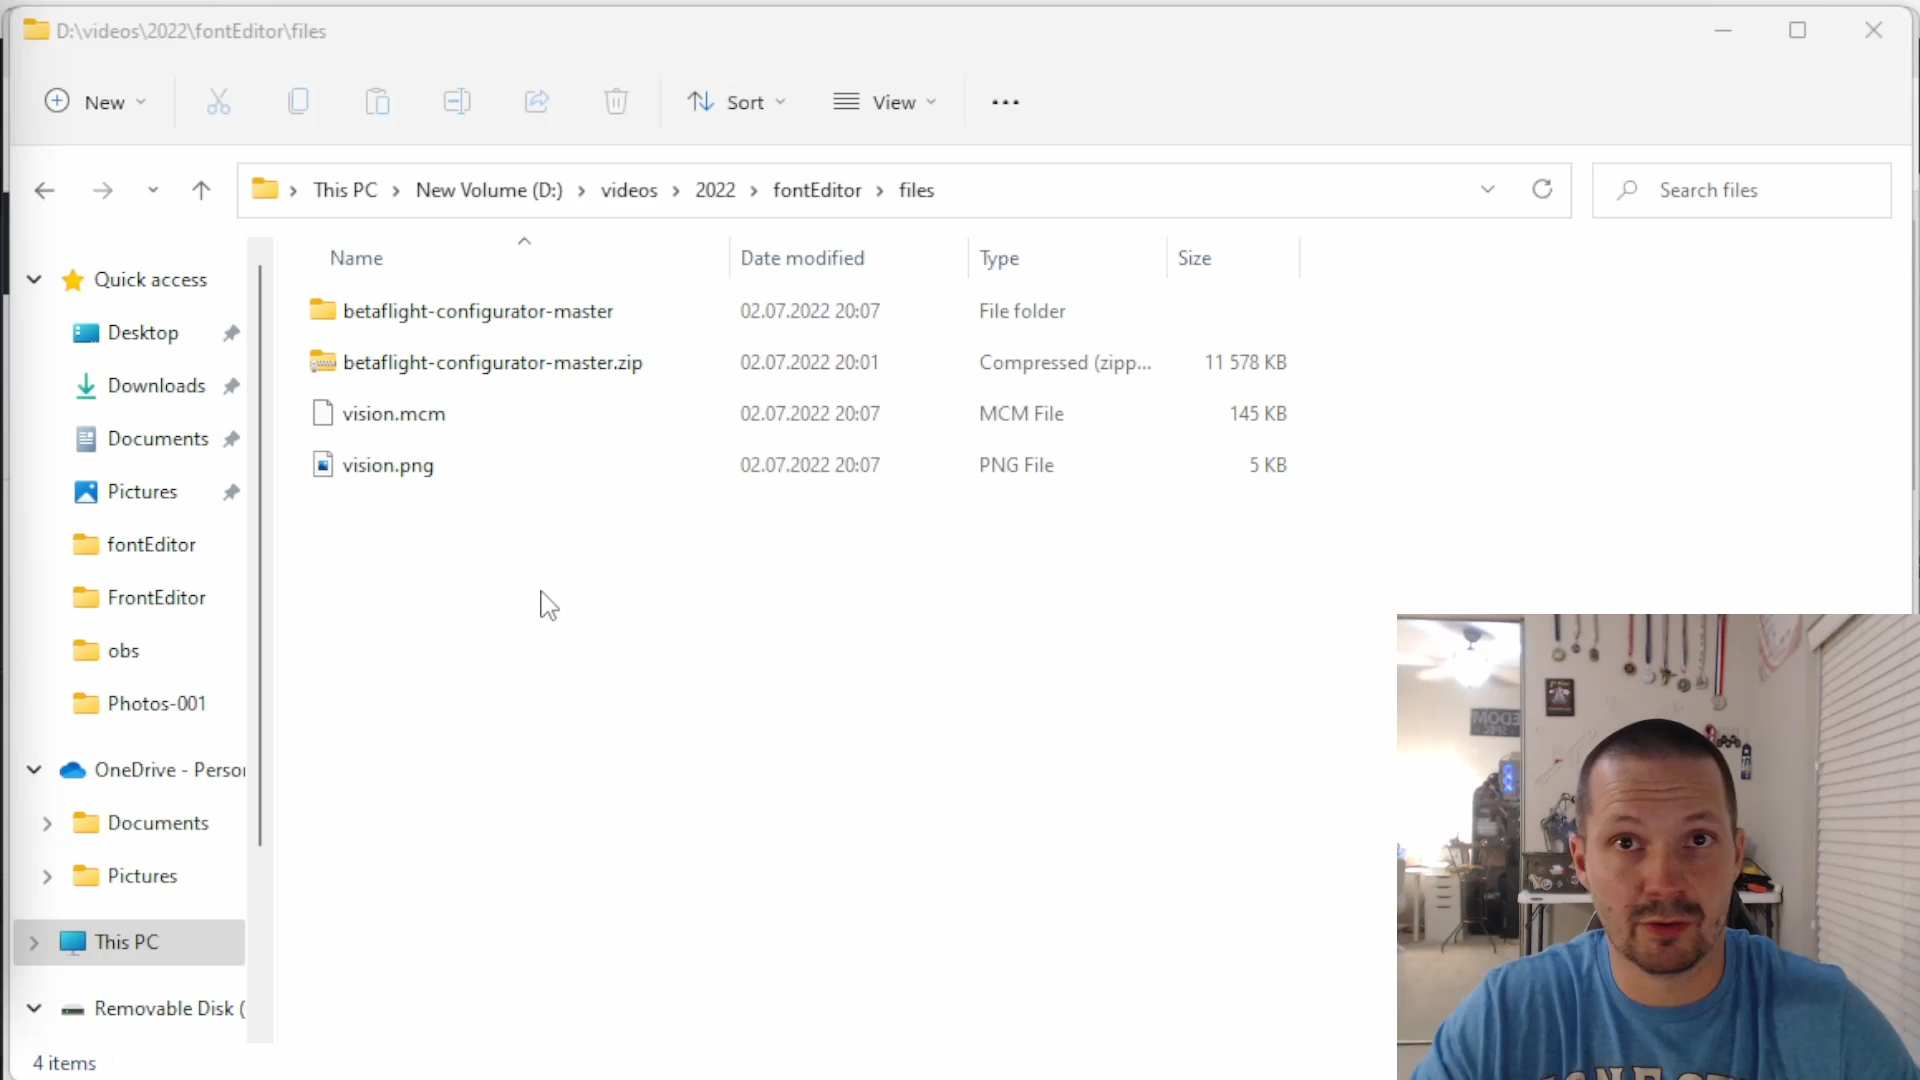 D:\videos\2022\fontEditor\files
New
Sort
View
This PC > New Volume (D:) > videos > 2022 > fontEditor > files
Search files
Name Date modified Type Size
betaflight-configurator-master 02.07.2022 20:07 File folder
betaflight-configurator-master.zip 02.07.2022 20:01 Compressed (zipp... 11 578 KB
vision.mcm 02.07.2022 20:07 MCM File 145 KB
vision.png 02.07.2022 20:07 PNG File 5 KB
Quick access
Desktop
Downloads
Documents
Pictures
fontEditor
FrontEditor
obs
Photos-001
OneDrive - Person
Documents
Pictures
This PC
Removable Disk (
4 items